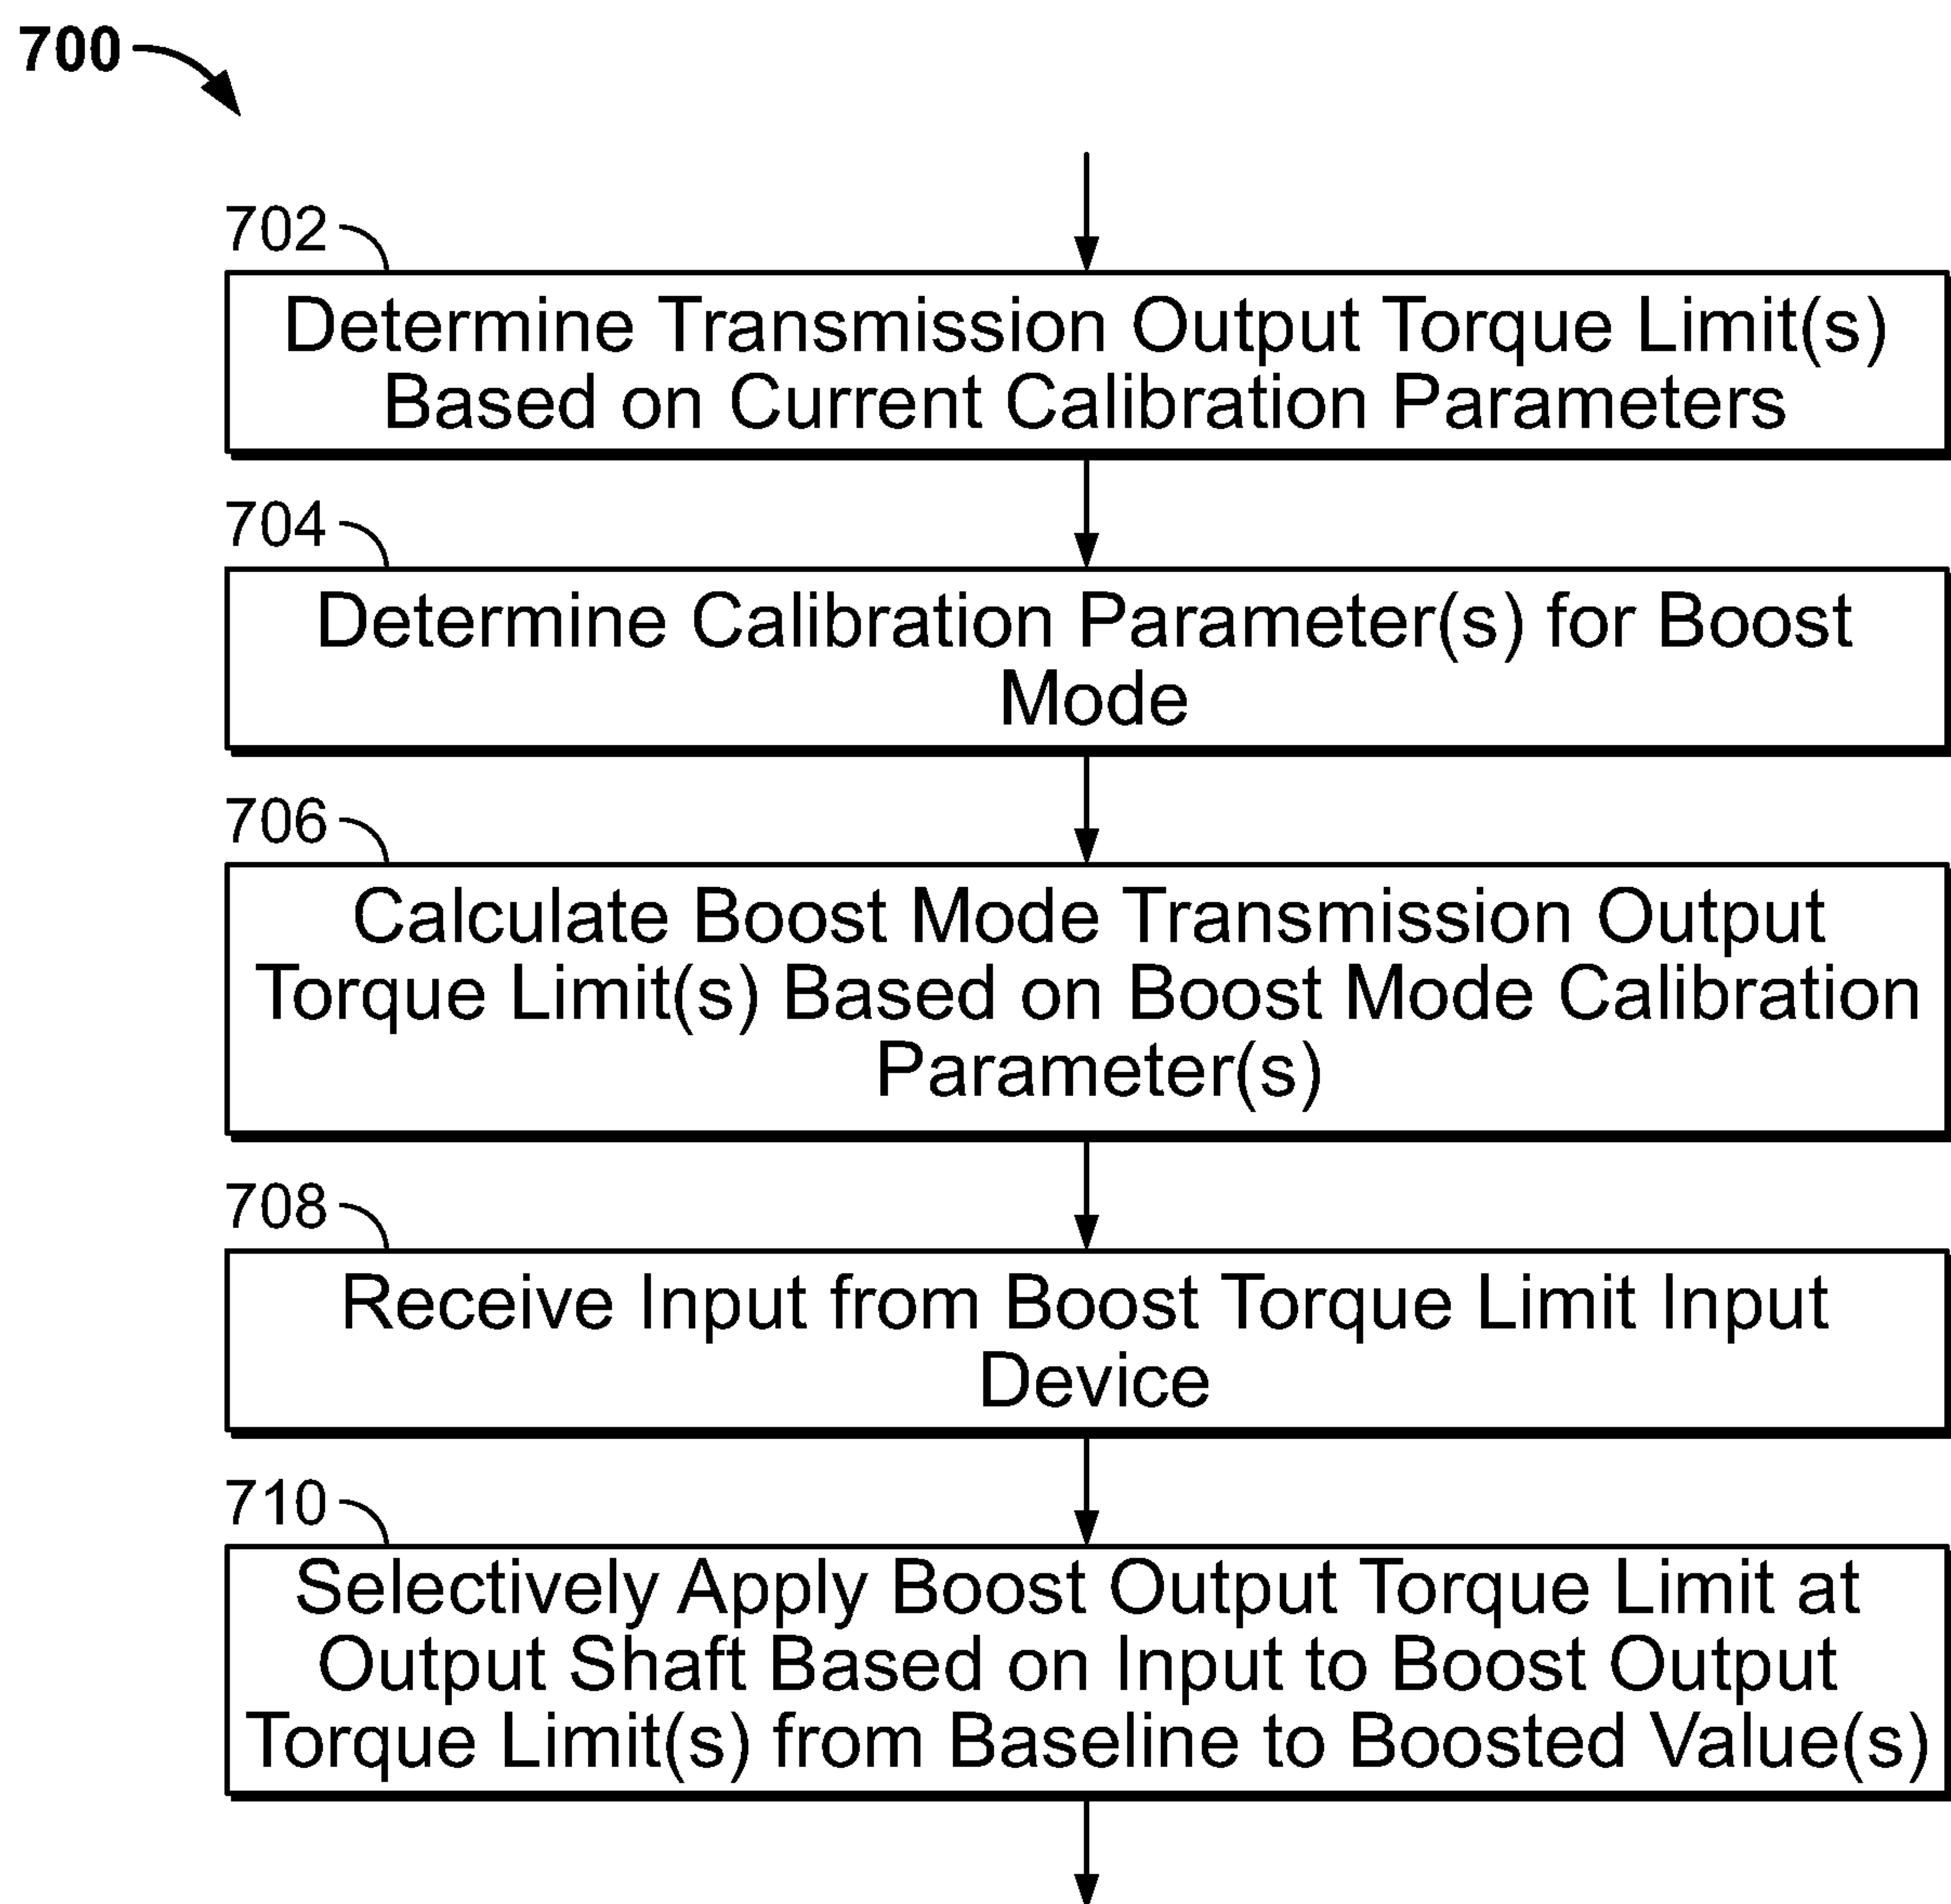 700
702
Determine Transmission Output Torque Limit(s)
Based on Current Calibration Parameters
704
Determine Calibration Parameter(s) for Boost
Mode
706
Calculate Boost Mode Transmission Output
Torque Limit(s) Based on Boost Mode Calibration
Parameter(s)
708
Receive Input from Boost Torque Limit Input
Device
710
Selectively Apply Boost Output Torque Limit at
Output Shaft Based on Input to Boost Output
Torque Limit(s) from Baseline to Boosted Value(s)